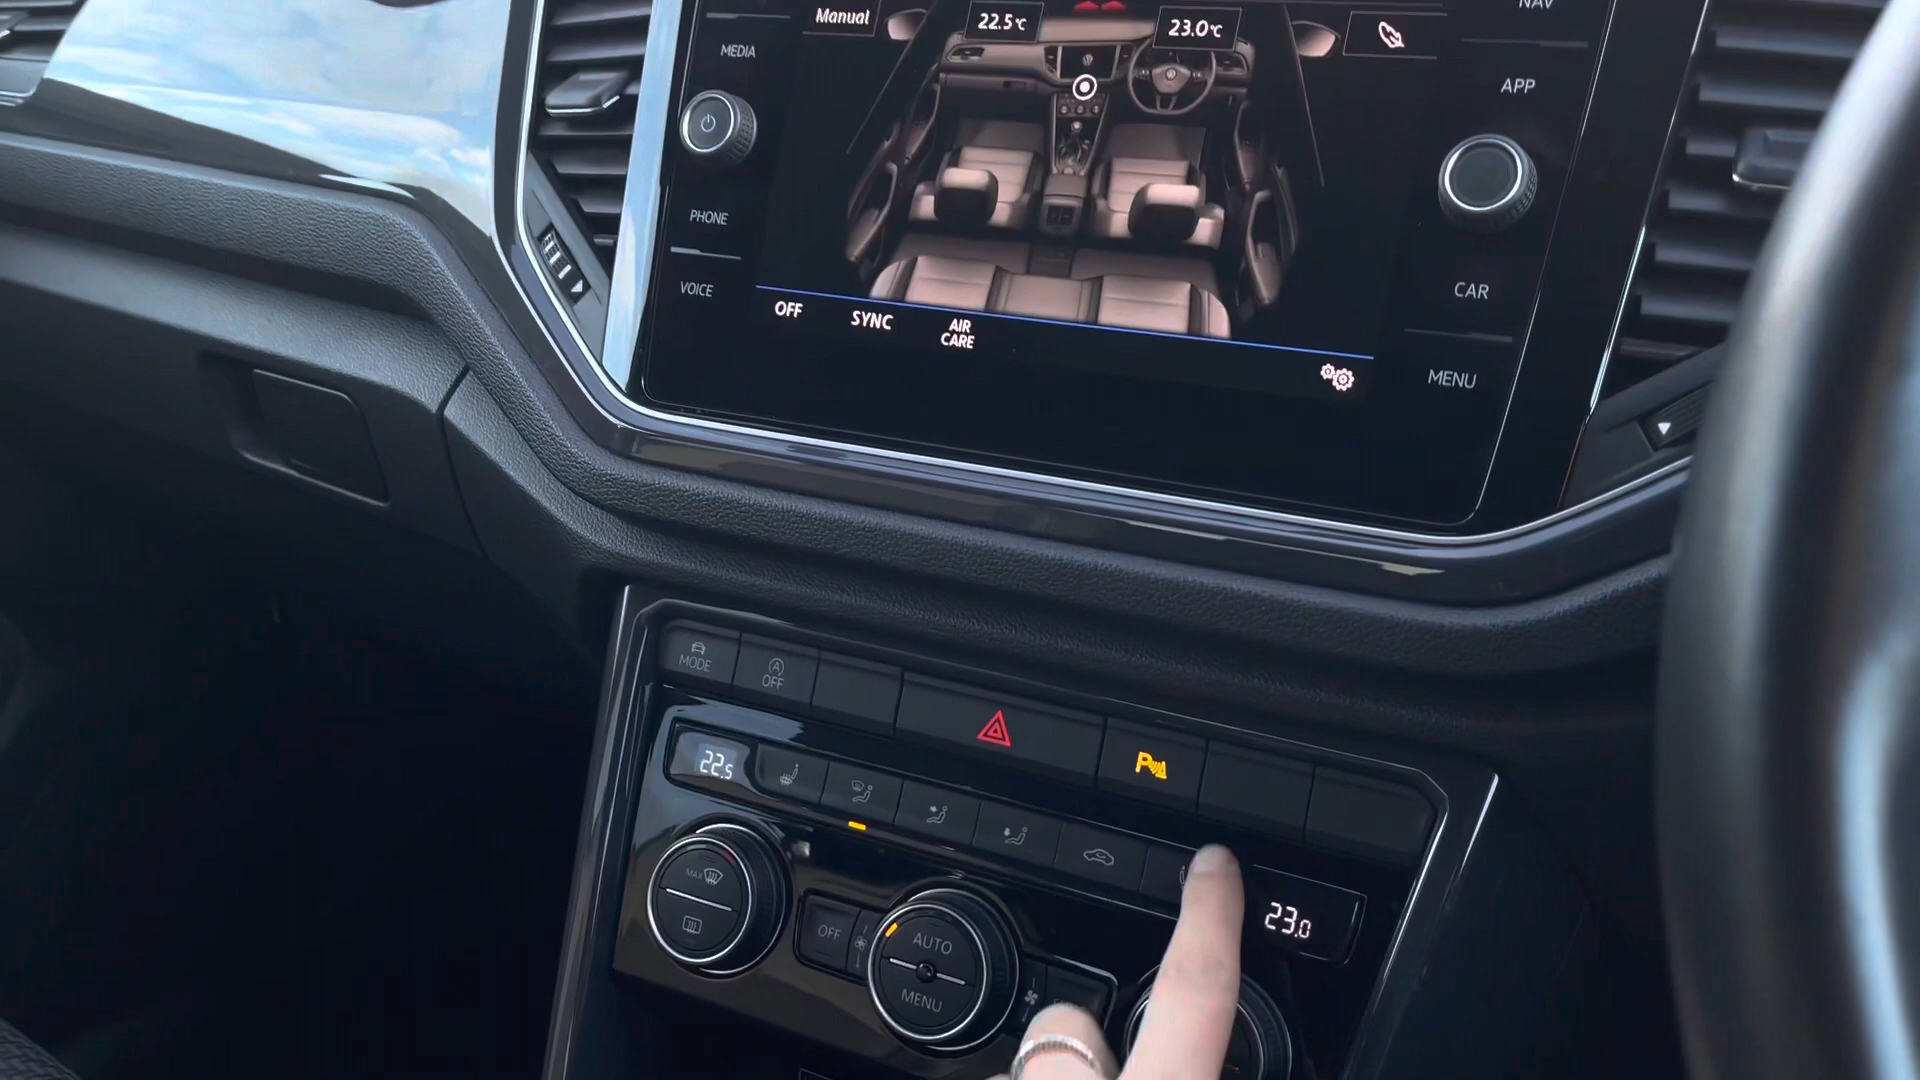 NAV
Manual
22.5°C
23.0°C
MEDIA
APP
PHONE
VOICE
CAR
OFF
SYNC
AIR
CARE
MENU
MODE
A
OFF
P
22.5
MAX
OFF
AUTO
MENU
23.0